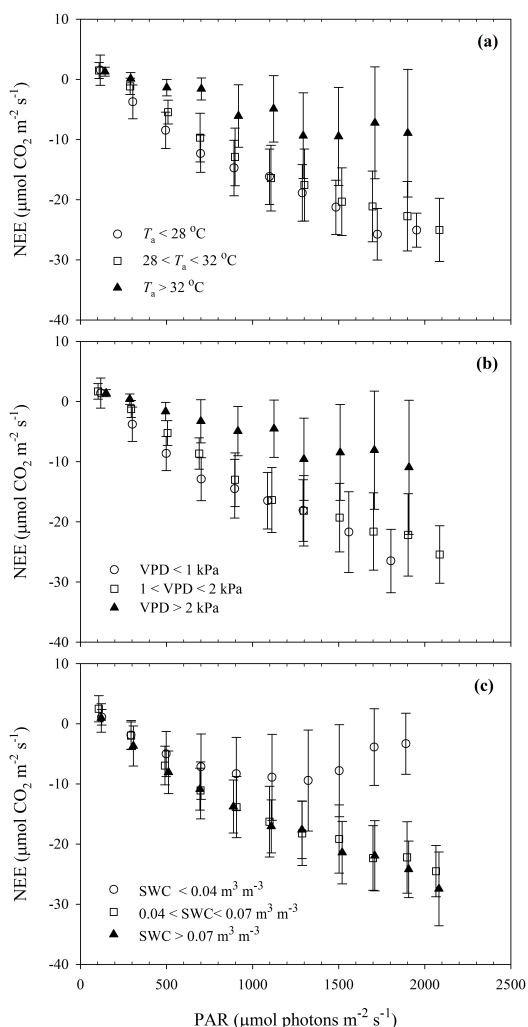 (a)
10
0
-10
-20
-30
-40
NEE (μmol CO₂ m⁻² s⁻¹)
Tₐ < 28 °C
28 < Tₐ < 32 °C
Tₐ > 32 °C
(b)
10
0
-10
-20
-30
-40
NEE (μmol CO₂ m⁻² s⁻¹)
VPD < 1 kPa
1 < VPD < 2 kPa
VPD > 2 kPa
(c)
10
0
-10
-20
-30
-40
NEE (μmol CO₂ m⁻² s⁻¹)
SWC < 0.04 m³ m⁻³
0.04 < SWC< 0.07 m³ m⁻³
SWC > 0.07 m³ m⁻³
0 500 1000 1500 2000 2500
PAR (μmol photons m⁻² s⁻¹)